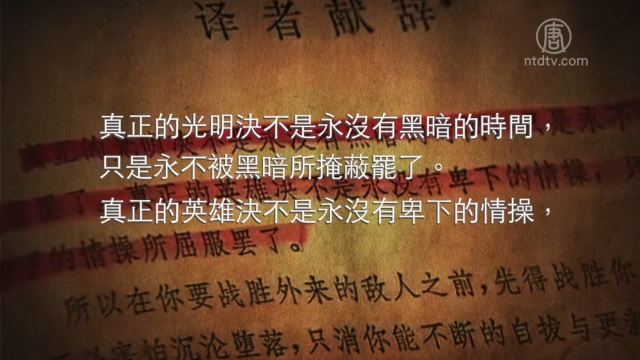 译者献辞
唐
ntdtv.com
真正的光明決不是永沒有黑暗的時間，
只是永不被黑暗所掩蔽罷了。
真正的英雄決不是永沒有卑下的情操，
的情操所屈服罢了。
所以在你要战胜外来的敌人之前,先得战胜你
害怕沉沦堕落,只消你能不断的自拔与更